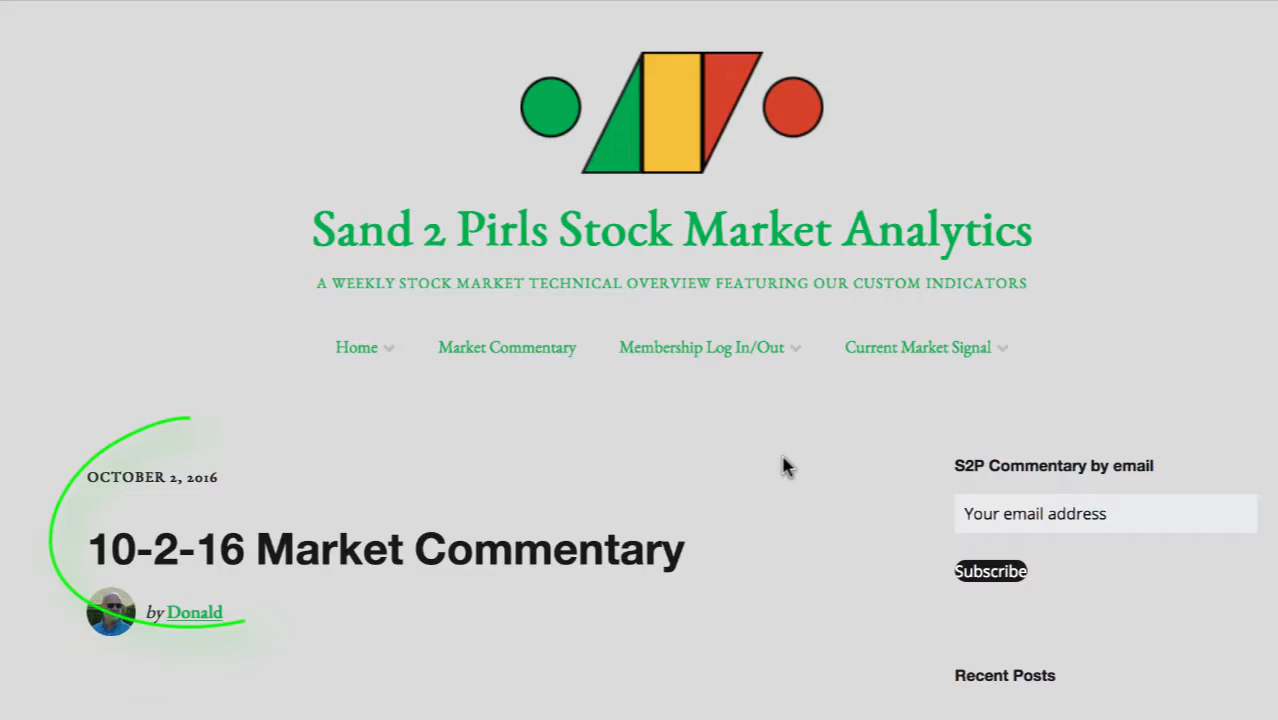 Sand 2 Pirls Stock Market Analytics
A WEEKLY STOCK MARKET TECHNICAL OVERVIEW FEATURING OUR CUSTOM INDICATORS
Home Market Commentary Membership Log In/Out Current Market Signal
OCTOBER 2, 2016
10-2-16 Market Commentary
by Donald
S2P Commentary by email
Your email address
Subscribe
Recent Posts